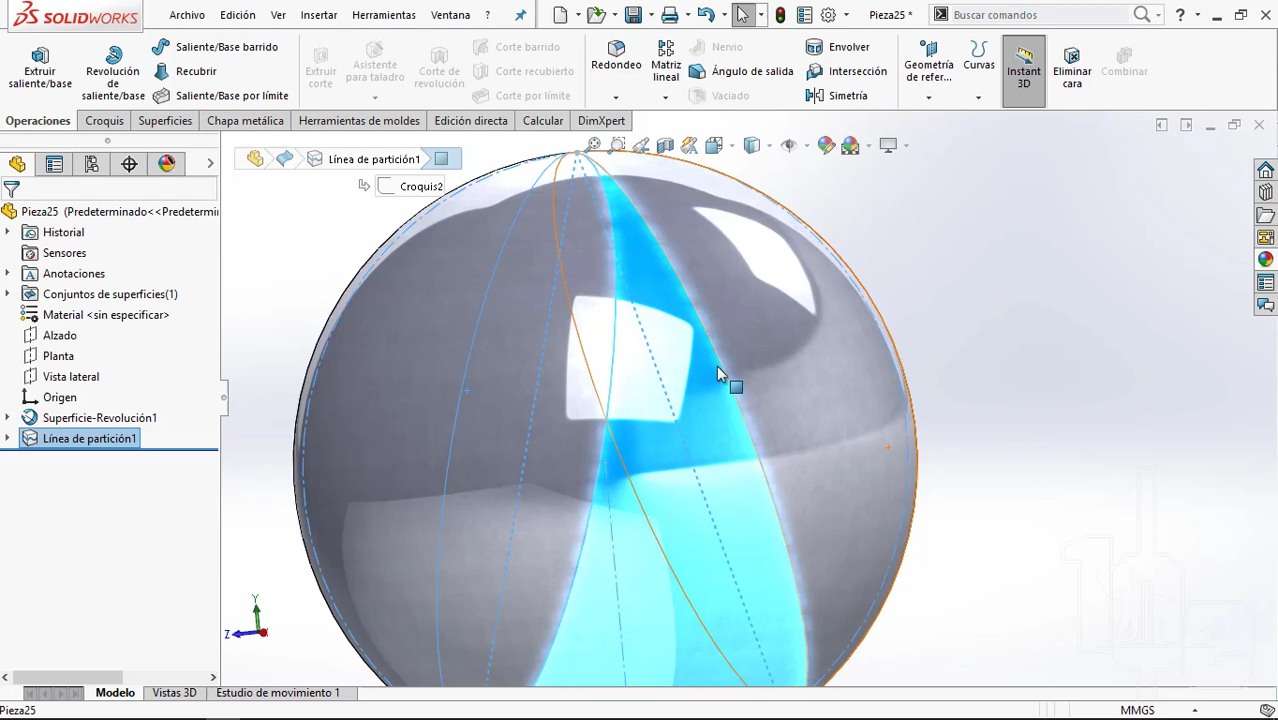 SOLIDWORKS
Archivo Edición Ver Insertar Herramientas Ventana ?
Pieza25 *
Buscar comandos
?
Extruir saliente/base
Revolución de saliente/base
Saliente/Base barrido
Recubrir
Saliente/Base por límite
Extruir corte
Asistente para taladro
Corte de revolución
Corte barrido
Corte recubierto
Corte por límite
Redondeo
Matriz lineal
Nervio
Ángulo de salida
Vaciado
Envolver
Intersección
Simetría
Geometría de refer...
Curvas
Instant 3D
Eliminar cara
Combinar
Operaciones Croquis Superficies Chapa metálica Herramientas de moldes Edición directa Calcular DimXpert
Línea de partición1
Croquis2
Pieza25 (Predeterminado<<Predetermir
Historial
Sensores
Anotaciones
Conjuntos de superficies(1)
Material <sin especificar>
Alzado
Planta
Vista lateral
Origen
Superficie-Revolución1
Línea de partición1
Y
Z
Modelo Vistas 3D Estudio de movimiento 1
Pieza25
MMGS